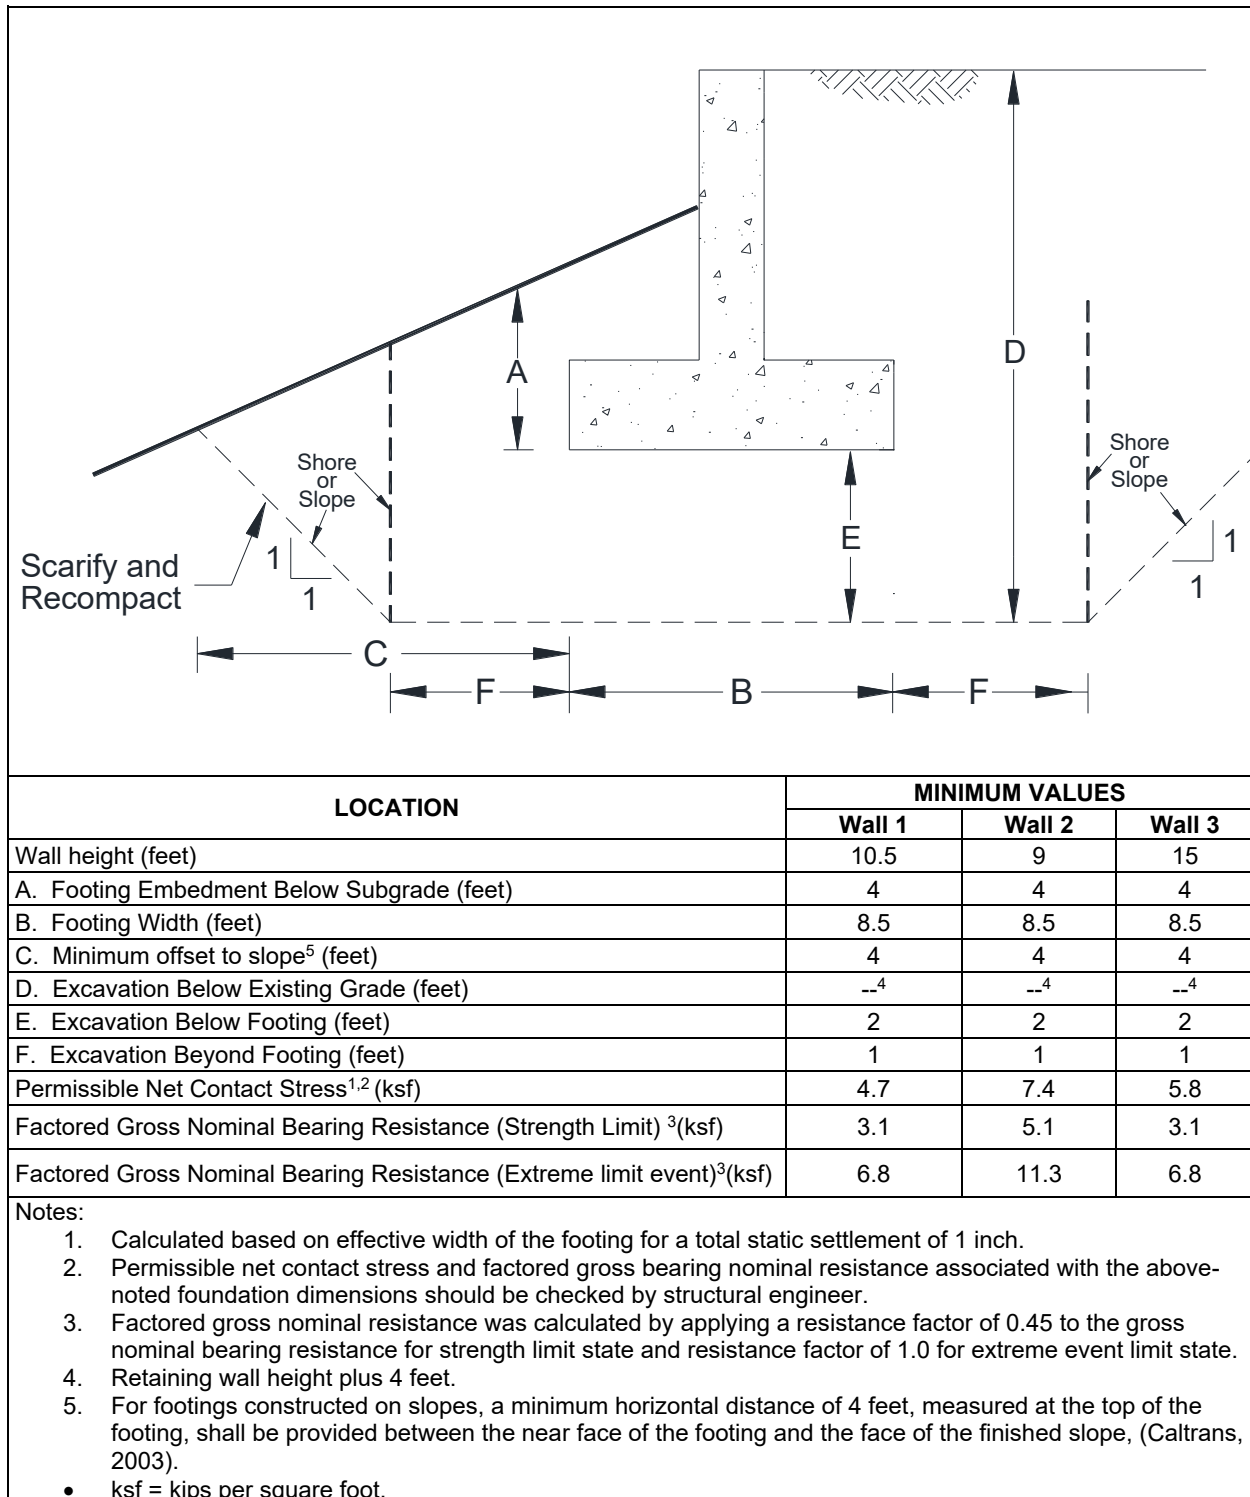 A
D
Shore
or
Slope
Shore
or
Slope
E
1
1
1
1
Scarify and
Recompact
C
F
B
F
LOCATION
MINIMUM VALUES
Wall 1 Wall 2 Wall 3
Wall height (feet) 10.5 9 15
A. Footing Embedment Below Subgrade (feet) 4 4 4
B. Footing Width (feet) 8.5 8.5 8.5
C. Minimum offset to slope⁵ (feet) 4 4 4
D. Excavation Below Existing Grade (feet) --⁴ --⁴ --⁴
E. Excavation Below Footing (feet) 2 2 2
F. Excavation Beyond Footing (feet) 1 1 1
Permissible Net Contact Stress¹,² (ksf) 4.7 7.4 5.8
Factored Gross Nominal Bearing Resistance (Strength Limit) ³(ksf) 3.1 5.1 3.1
Factored Gross Nominal Bearing Resistance (Extreme limit event)³(ksf) 6.8 11.3 6.8
Notes:
1. Calculated based on effective width of the footing for a total static settlement of 1 inch.
2. Permissible net contact stress and factored gross bearing nominal resistance associated with the above-
noted foundation dimensions should be checked by structural engineer.
3. Factored gross nominal resistance was calculated by applying a resistance factor of 0.45 to the gross
nominal bearing resistance for strength limit state and resistance factor of 1.0 for extreme event limit state.
4. Retaining wall height plus 4 feet.
5. For footings constructed on slopes, a minimum horizontal distance of 4 feet, measured at the top of the
footing, shall be provided between the near face of the footing and the face of the finished slope, (Caltrans,
2003).
• ksf = kips per square foot.